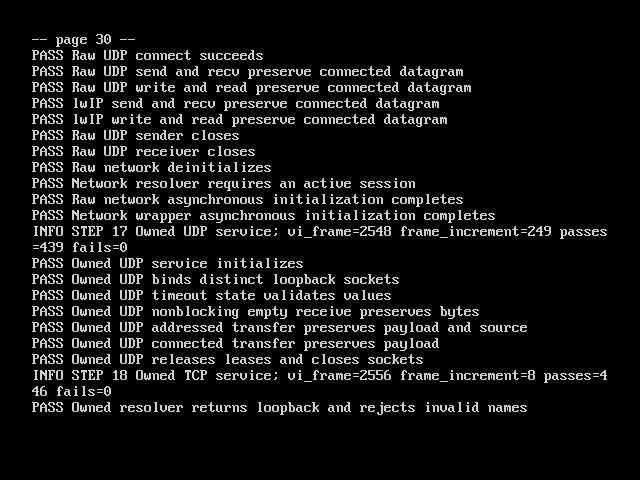 -- page 30 --
PASS Raw UDP connect succeeds
PASS Raw UDP send and recv preserve connected datagram
PASS Raw UDP write and read preserve connected datagram
PASS lwIP send and recv preserve connected datagram
PASS lwIP write and read preserve connected datagram
PASS Raw UDP sender closes
PASS Raw UDP receiver closes
PASS Raw network deinitializes
PASS Network resolver requires an active session
PASS Raw network asynchronous initialization completes
PASS Network wrapper asynchronous initialization completes
INFO STEP 17 Owned UDP service; vi_frame=2548 frame_increment=249 passes
=439 fails=0
PASS Owned UDP service initializes
PASS Owned UDP binds distinct loopback sockets
PASS Owned UDP timeout state validates values
PASS Owned UDP nonblocking empty receive preserves bytes
PASS Owned UDP addressed transfer preserves payload and source
PASS Owned UDP connected transfer preserves payload
PASS Owned UDP releases leases and closes sockets
INFO STEP 18 Owned TCP service; vi_frame=2556 frame_increment=8 passes=4
46 fails=0
PASS Owned resolver returns loopback and rejects invalid names